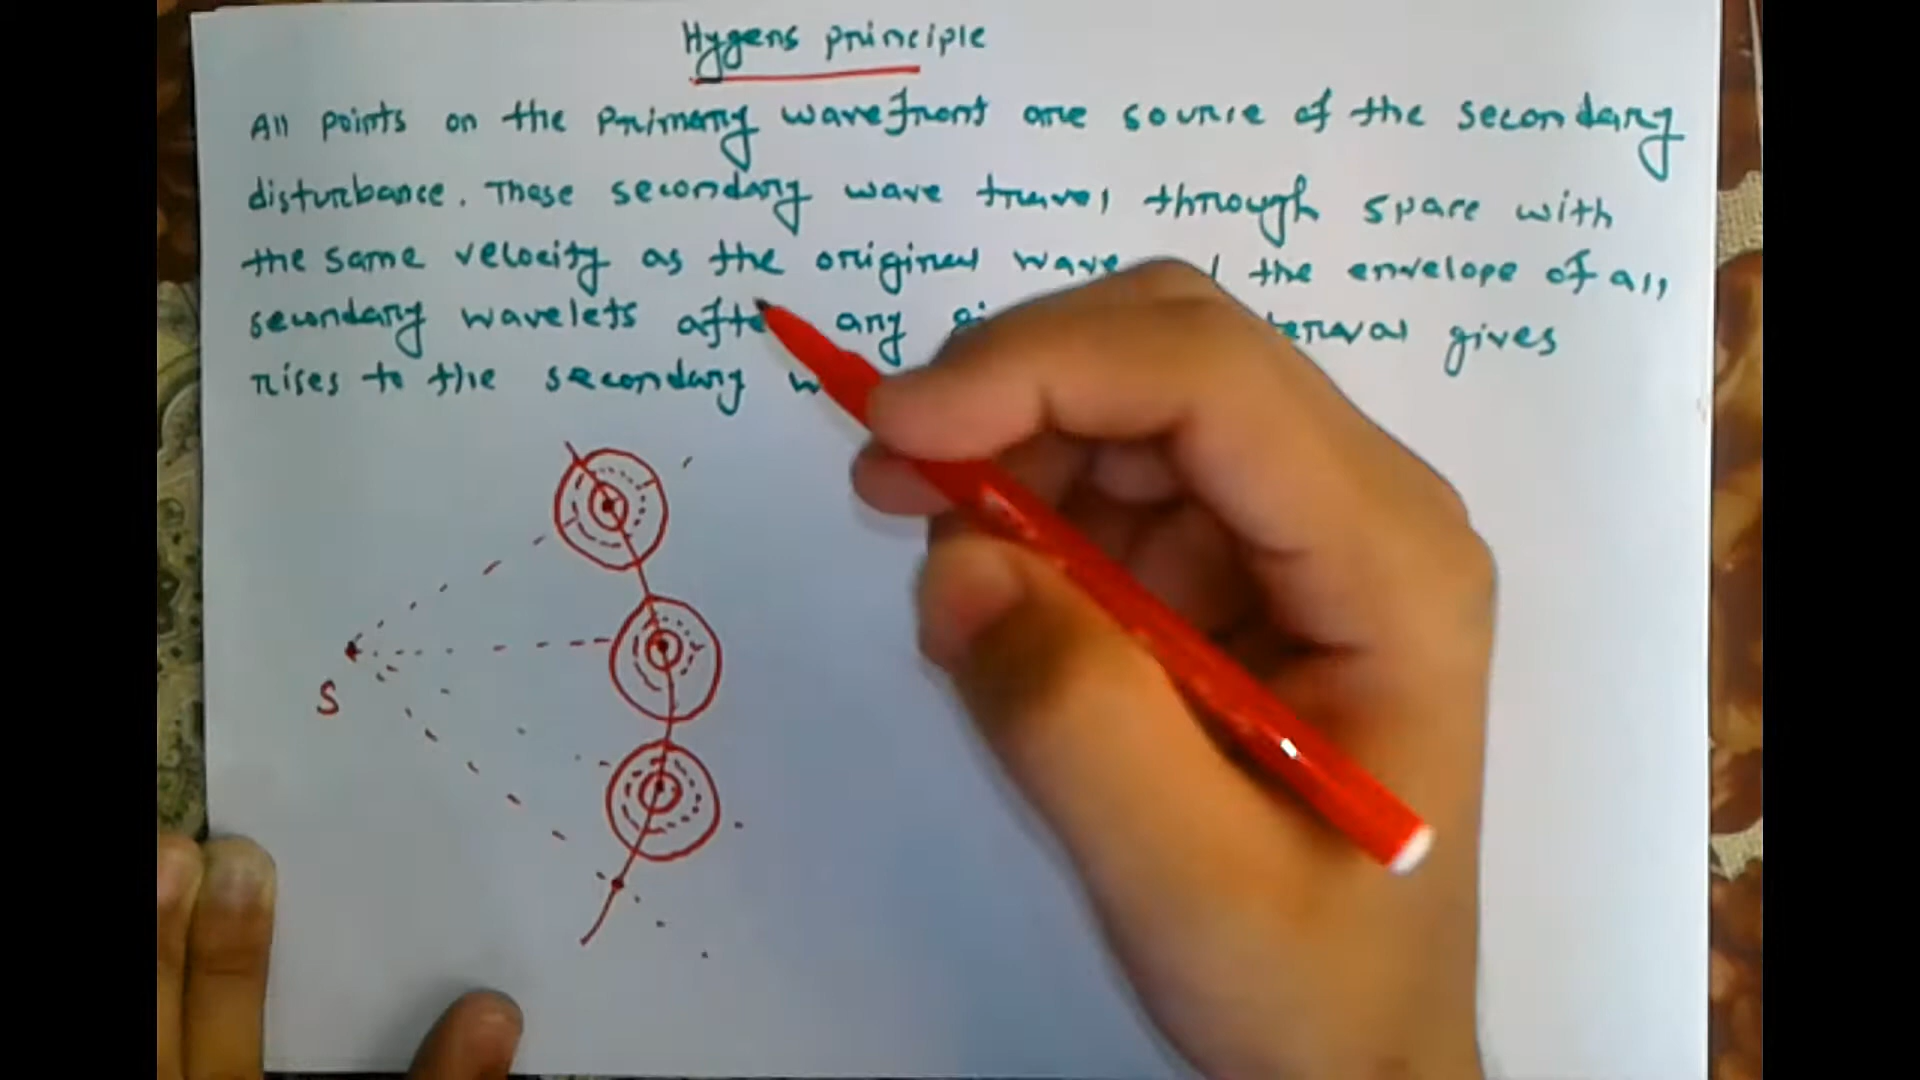 Hygens principle
All points on the primary wavefront are source of the secondary
disturbance. These secondary wave travel through space with
the same velocity as the original wave the envelope of all
secondary wavelets after any gives
rises to the secondary
S